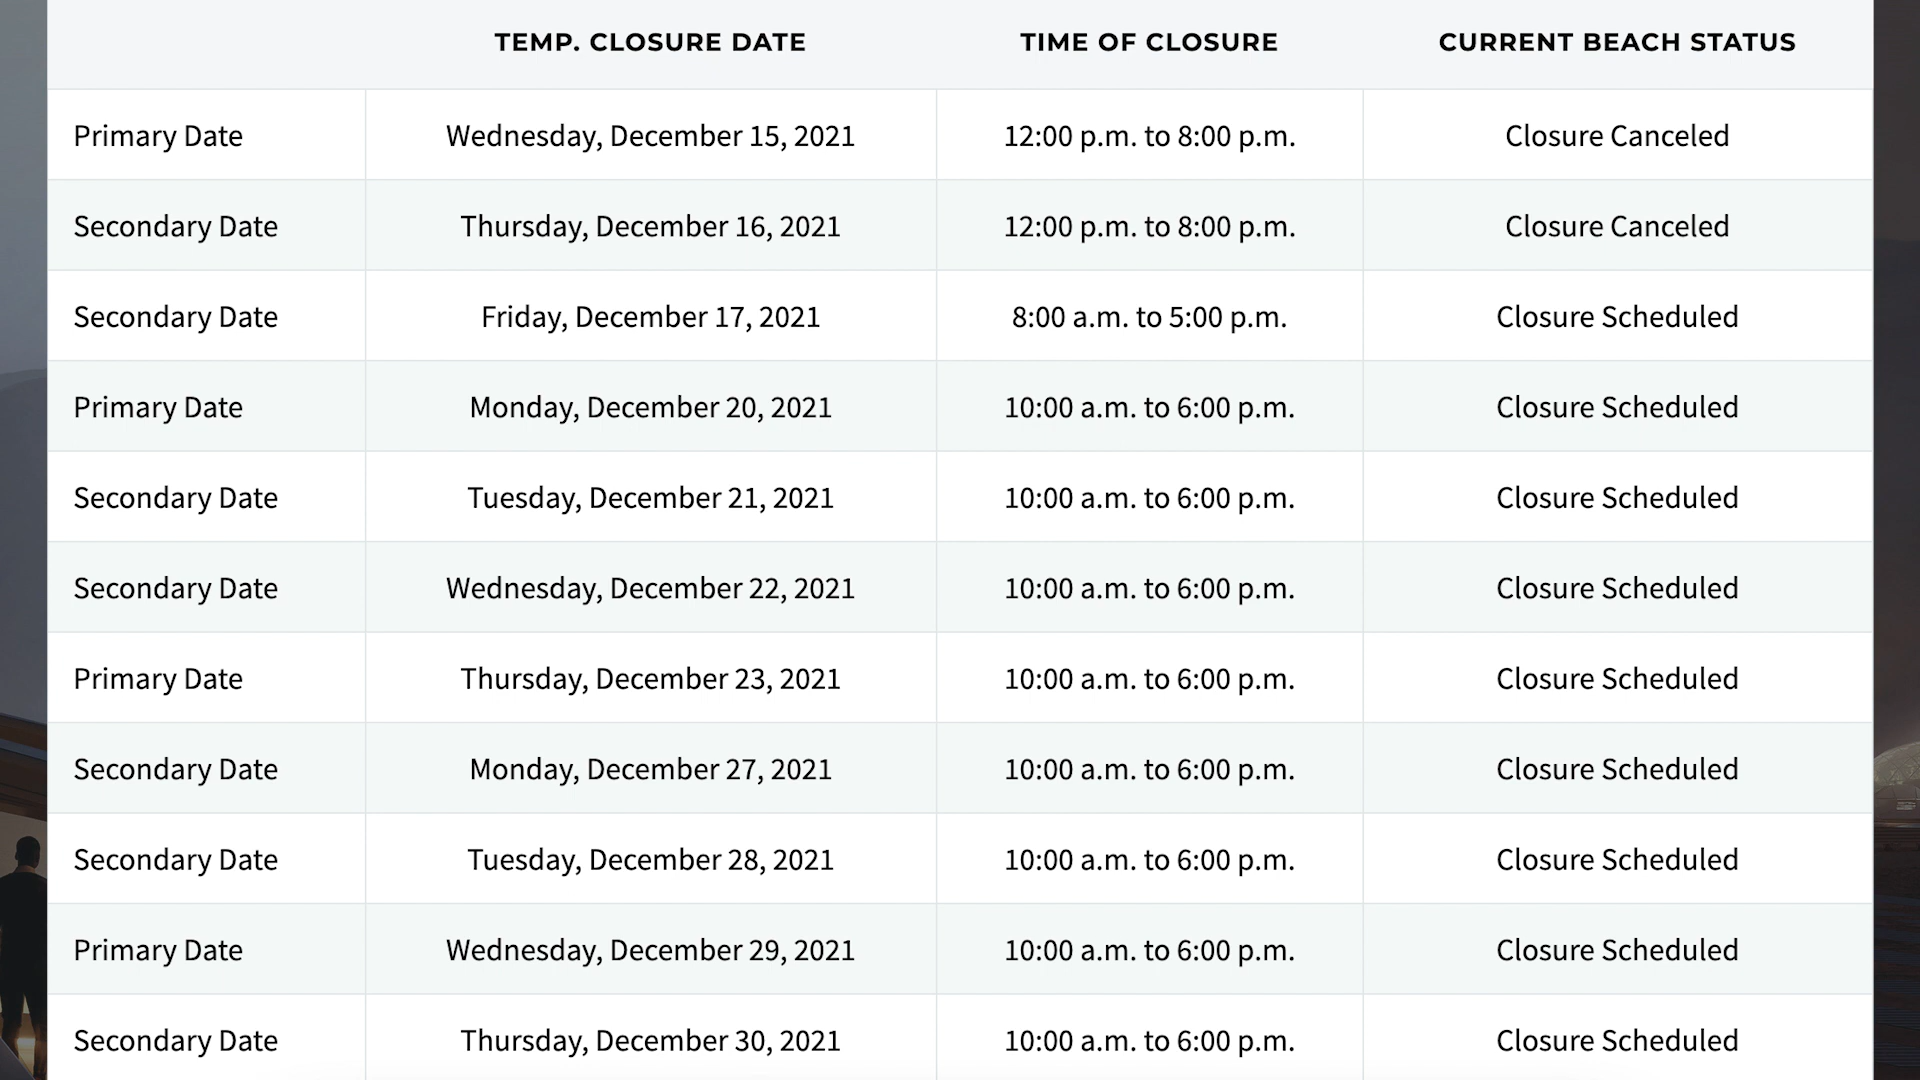 TEMP. CLOSURE DATE TIME OF CLOSURE CURRENT BEACH STATUS
Primary Date Wednesday, December 15, 2021 12:00 p.m. to 8:00 p.m. Closure Canceled
Secondary Date Thursday, December 16, 2021 12:00 p.m. to 8:00 p.m. Closure Canceled
Secondary Date Friday, December 17, 2021 8:00 a.m. to 5:00 p.m. Closure Scheduled
Primary Date Monday, December 20, 2021 10:00 a.m. to 6:00 p.m. Closure Scheduled
Secondary Date Tuesday, December 21, 2021 10:00 a.m. to 6:00 p.m. Closure Scheduled
Secondary Date Wednesday, December 22, 2021 10:00 a.m. to 6:00 p.m. Closure Scheduled
Primary Date Thursday, December 23, 2021 10:00 a.m. to 6:00 p.m. Closure Scheduled
Secondary Date Monday, December 27, 2021 10:00 a.m. to 6:00 p.m. Closure Scheduled
Secondary Date Tuesday, December 28, 2021 10:00 a.m. to 6:00 p.m. Closure Scheduled
Primary Date Wednesday, December 29, 2021 10:00 a.m. to 6:00 p.m. Closure Scheduled
Secondary Date Thursday, December 30, 2021 10:00 a.m. to 6:00 p.m. Closure Scheduled